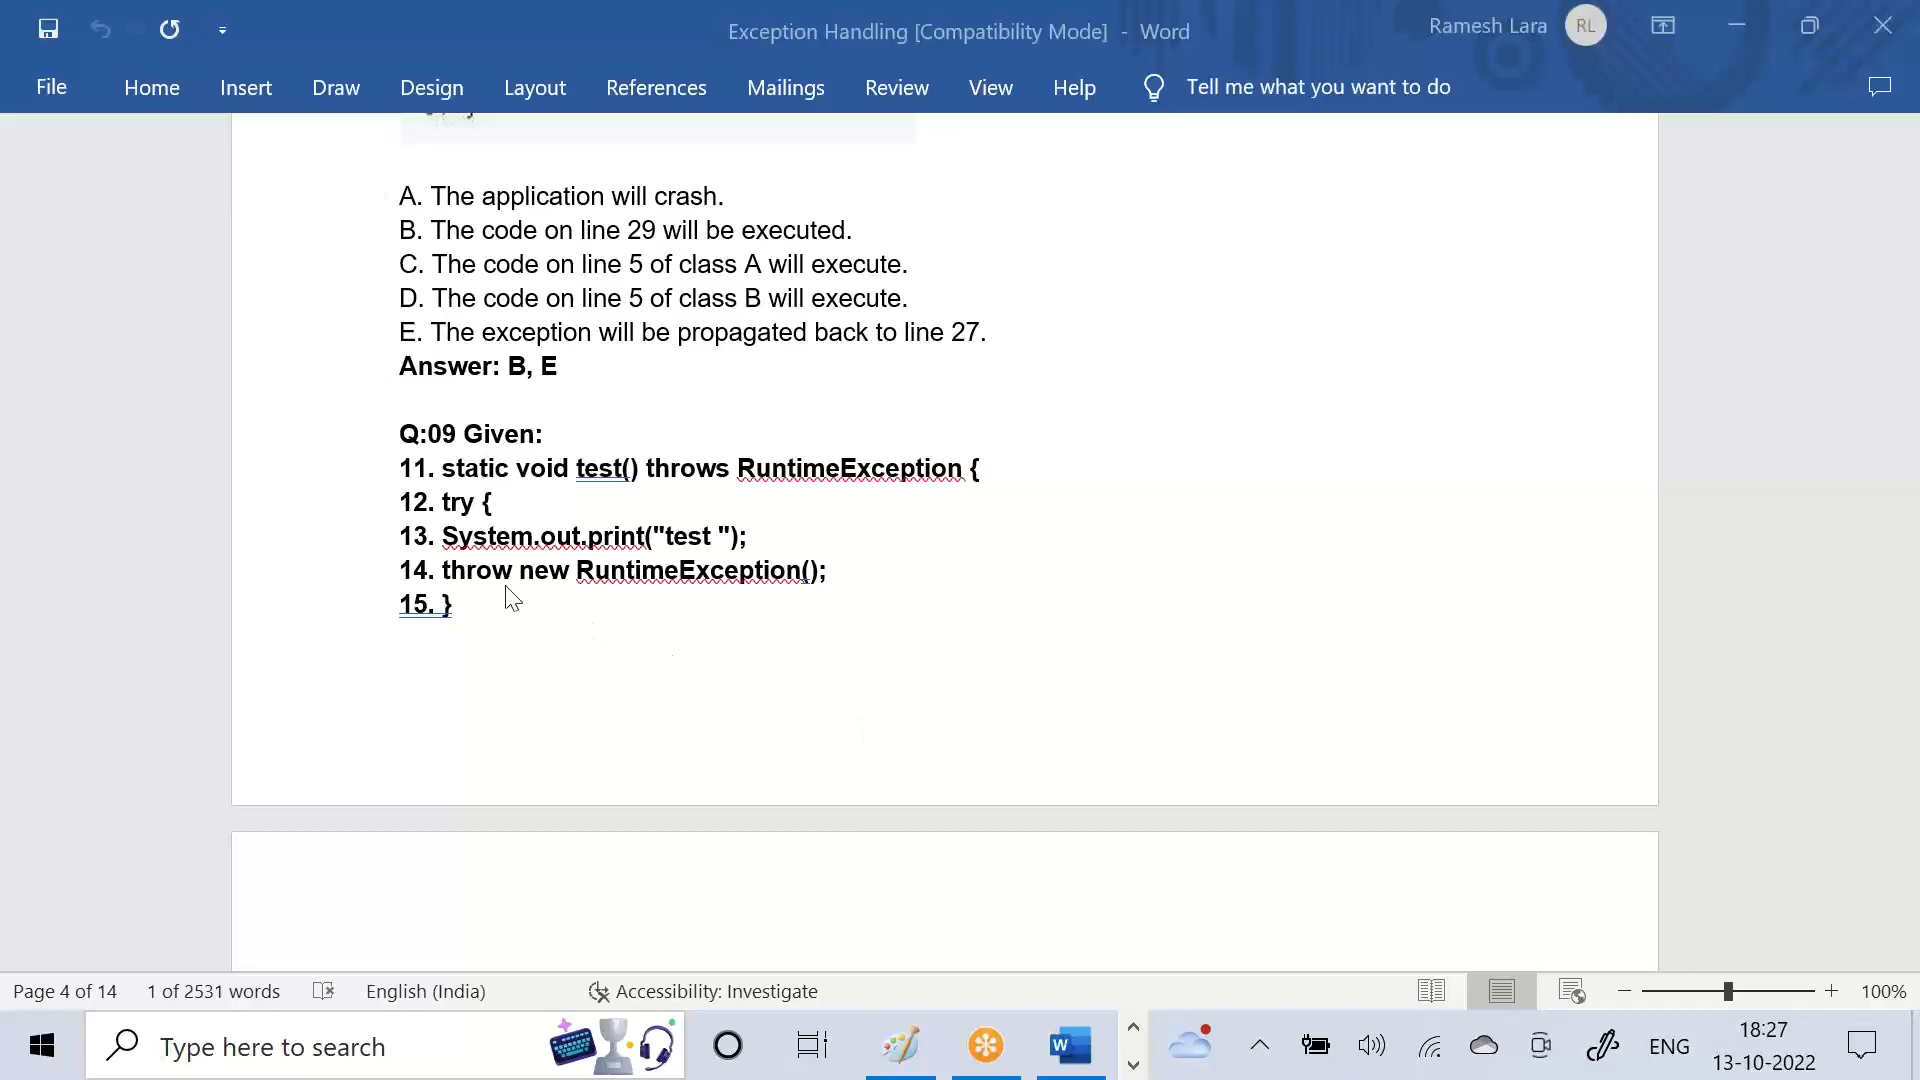 Exception Handling [Compatibility Mode] - Word
Ramesh Lara
RL
File
Home
Insert
Draw
Design
Layout
References
Mailings
Review
View
Help
Tell me what you want to do
A. The application will crash.
B. The code on line 29 will be executed.
C. The code on line 5 of class A will execute.
D. The code on line 5 of class B will execute.
E. The exception will be propagated back to line 27.
Answer: B, E
Q:09 Given:
11. static void test() throws RuntimeException {
12. try {
13. System.out.print("test ");
14. throw new RuntimeException();
15. }
Page 4 of 14
1 of 2531 words
English (India)
Accessibility: Investigate
100%
Type here to search
W
ENG
18:27
13-10-2022